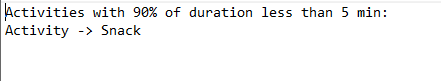 Activities with 90% of duration less than 5 min:
Activity -> Snack